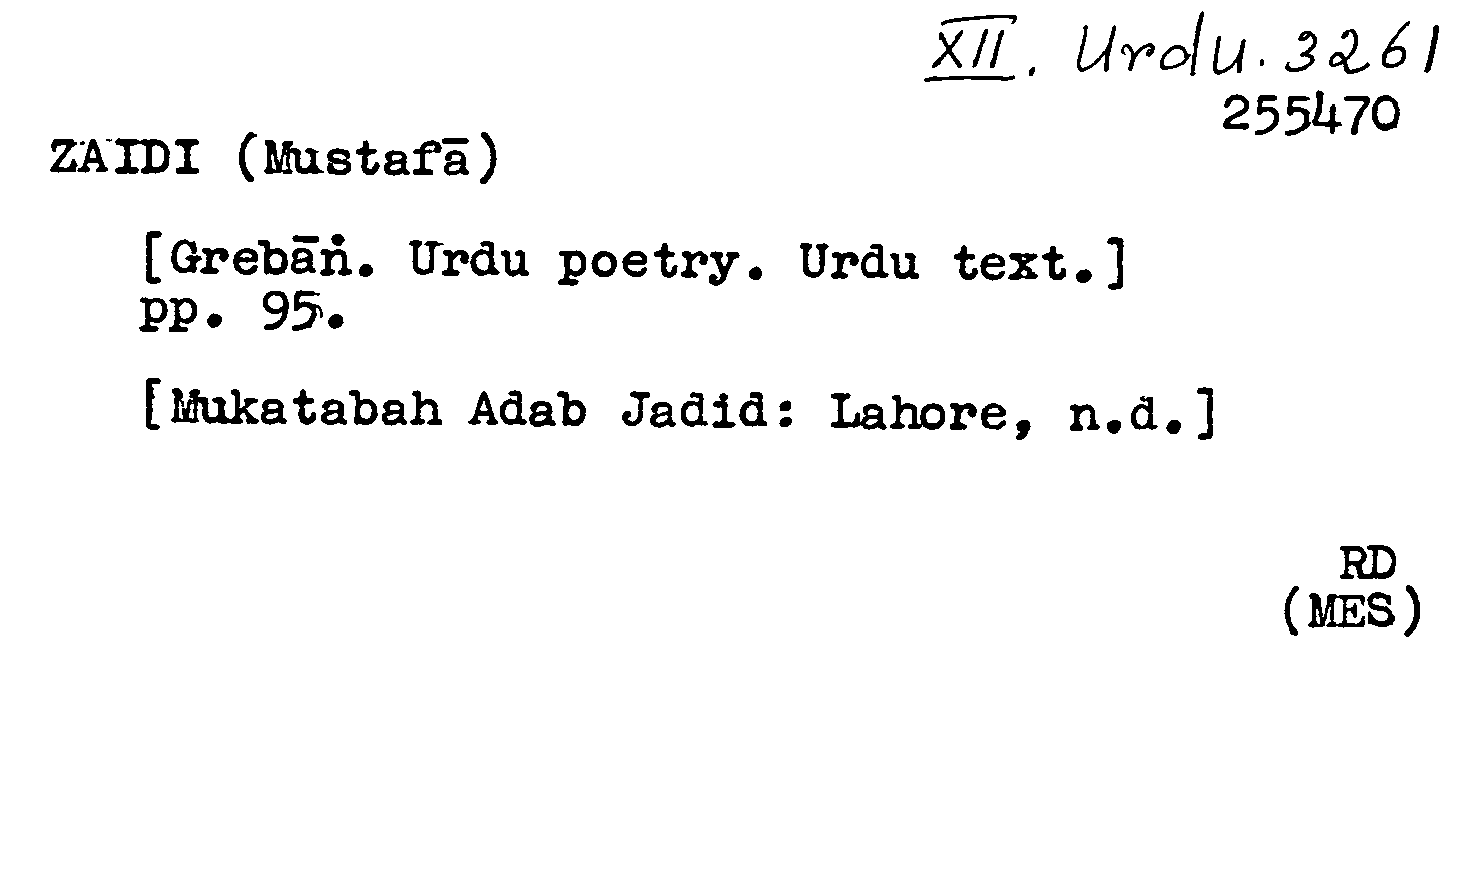 XII. Urdu. 3261
255470
ZAIDI (Mustafā)
[Grebāṅ. Urdu poetry. Urdu text.]
pp. 95.
[Mukatabah Adab Jadid: Lahore, n.d.]
RD
(MES)